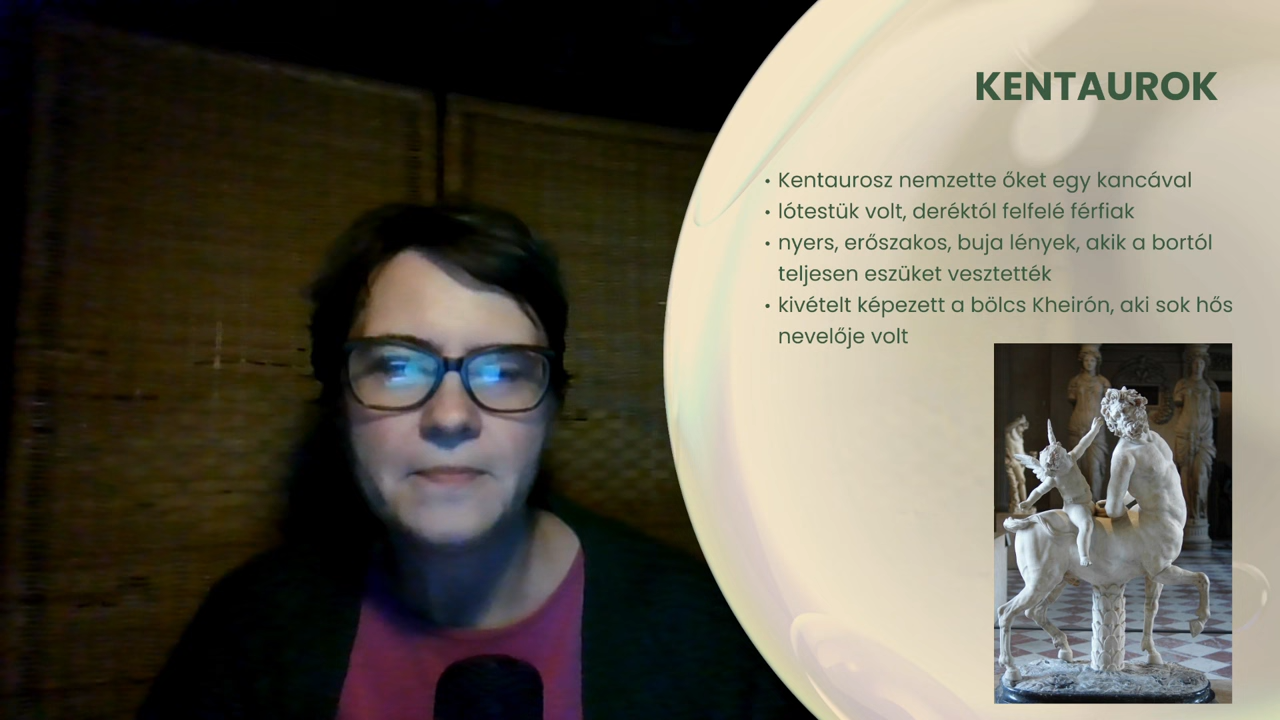 KENTAUROK
• Kentaurosz nemzette őket egy kancával
• lótestük volt, deréktól felfelé férfiak
• nyers, erőszakos, buja lények, akik a bortól
teljesen eszüket vesztették
• kivételt képezett a bölcs Kheirón, aki sok hős
nevelője volt